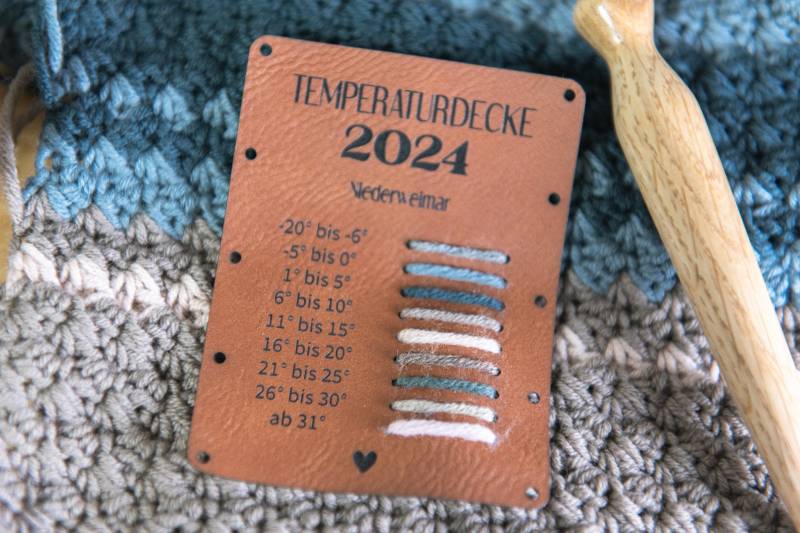 TEMPERATURDECKE
2024
Niederweimar
-20° bis -6°
-5° bis 0°
1° bis 5°
6° bis 10°
11° bis 15°
16° bis 20°
21° bis 25°
26° bis 30°
ab 31°